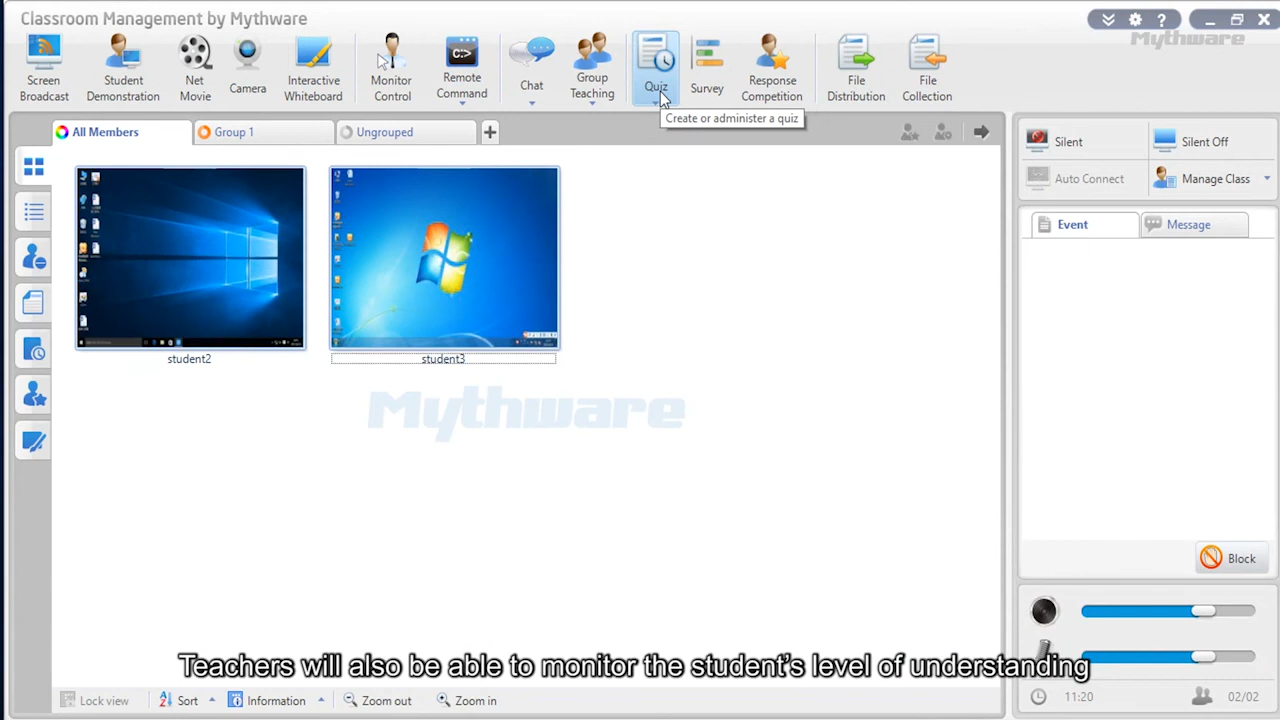 Classroom Management by Mythware
Mythware
Screen Broadcast
Student Demonstration
Net Movie
Camera
Interactive Whiteboard
Monitor Control
Remote Command
Chat
Group Teaching
Quiz
Survey
Response Competition
File Distribution
File Collection
Create or administer a quiz
All Members
Group 1
Ungrouped
Silent
Silent Off
Auto Connect
Manage Class
Event
Message
student2
student3
Mythware
Block
Teachers will also be able to monitor the student's level of understanding
Lock view
Sort
Information
Zoom out
Zoom in
11:20
02/02